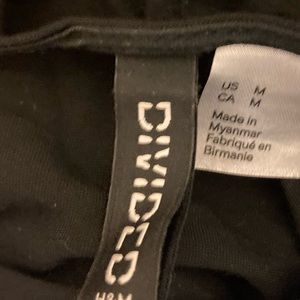 DIVIDED
H&M
US M
CA M
Made in
Myanmar
Fabriqué en
Birmanie